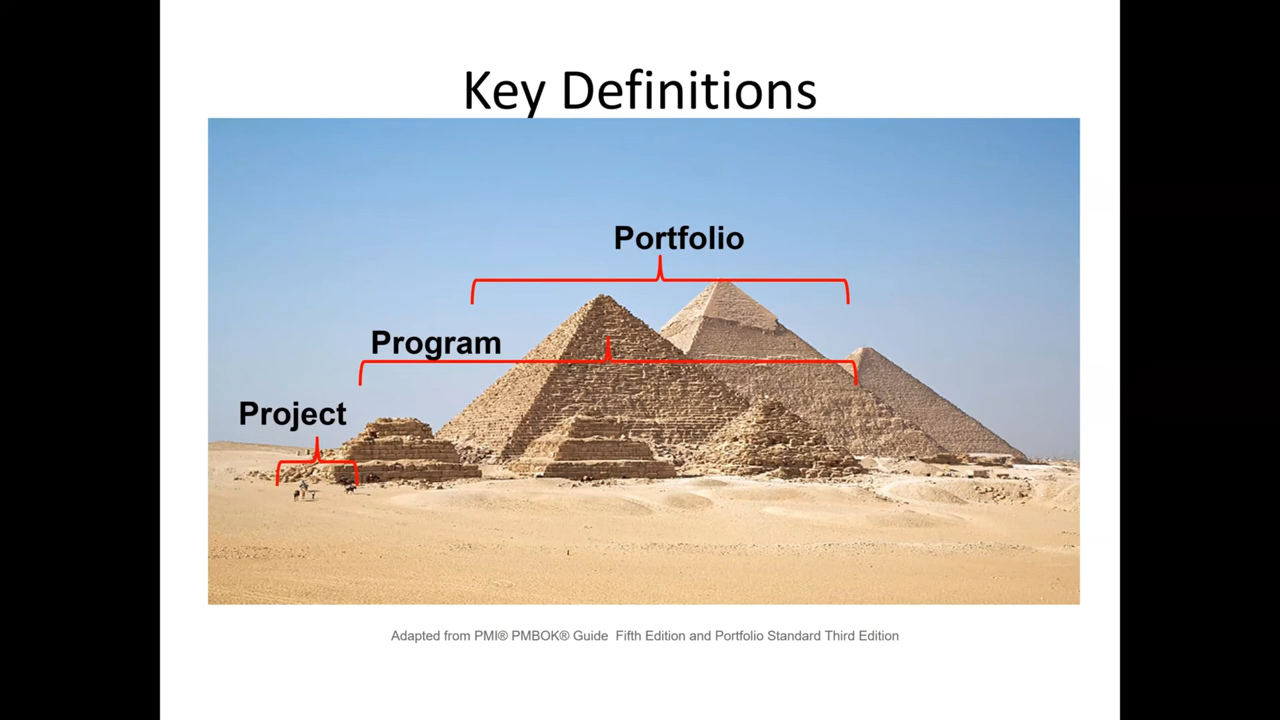 Key Definitions
Portfolio
Program
Project
Adapted from PMI® PMBOK® Guide Fifth Edition and Portfolio Standard Third Edition